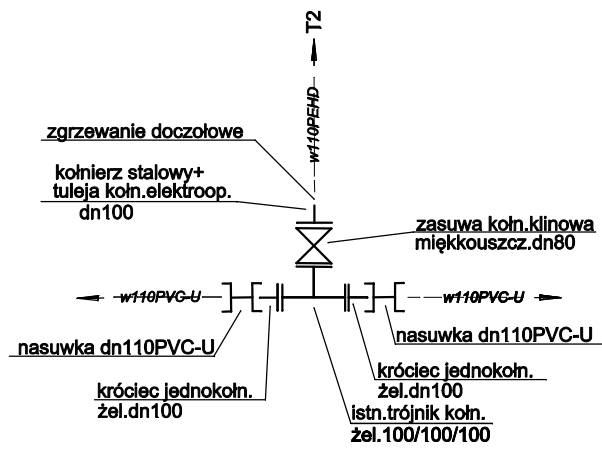 T2
w110PEHD
zgrzewanie doczołowe
kołnierz stalowy+
tuleja kołn.elektroop.
dn100
zasuwa kołn.klinowa
miękkouszcz.dn80
w110PVC-U
w110PVC-U
nasuwka dn110PVC-U
nasuwka dn110PVC-U
króciec jednokołn.
żel.dn100
króciec jednokołn.
żel.dn100
istn.trójnik kołn.
żel.100/100/100